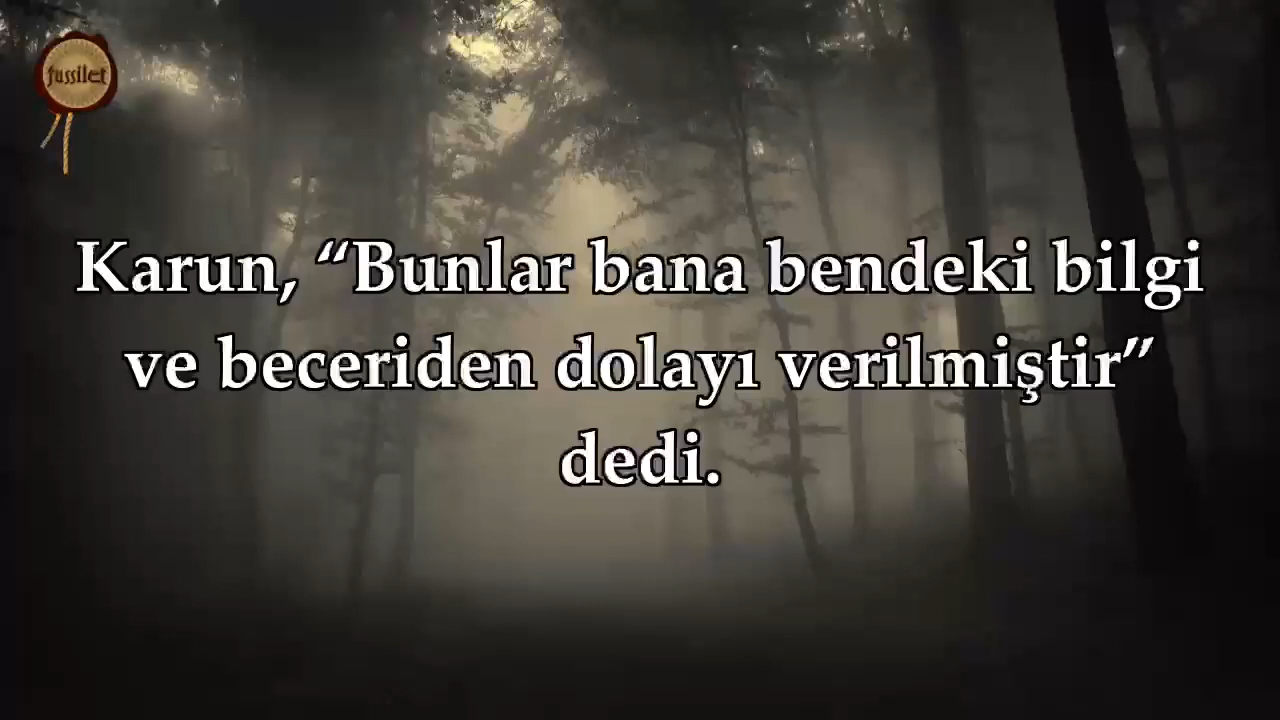 fussilet
Karun, “Bunlar bana bendeki bilgi
ve beceriden dolayı verilmiştir”
dedi.